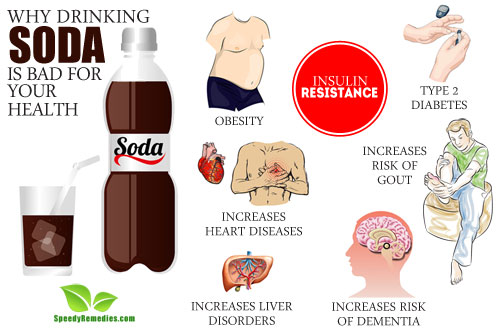 WHY DRINKING
SODA
IS BAD FOR
YOUR
HEALTH
Soda
SpeedyRemedies.com
OBESITY
INSULIN
RESISTANCE
TYPE 2
DIABETES
INCREASES
HEART DISEASES
INCREASES
RISK OF
GOUT
INCREASES LIVER
DISORDERS
INCREASES RISK
OF DEMENTIA